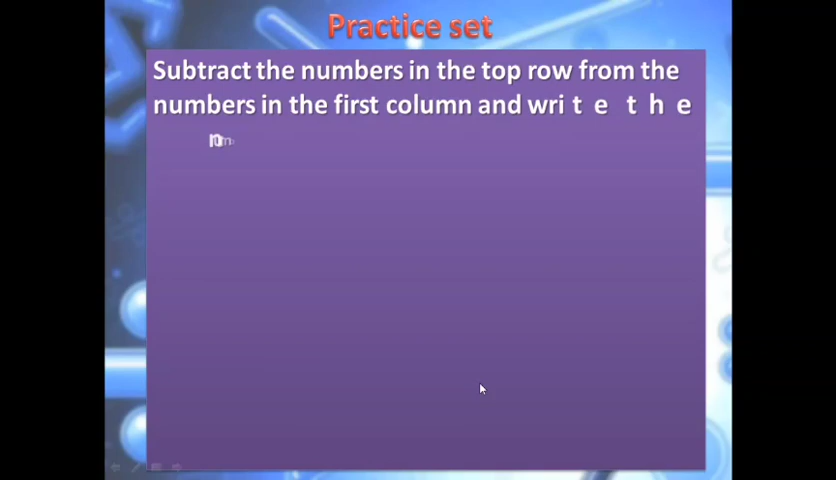 Practice set
Subtract the numbers in the top row from the
numbers in the first column and wri t e t h e